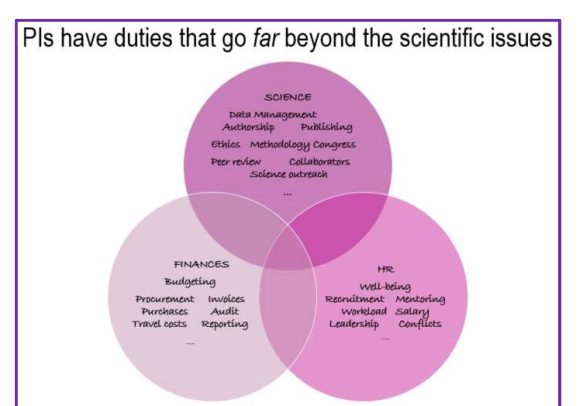 PIs have duties that go far beyond the scientific issues
SCIENCE
Data Management
Authorship Publishing
Ethics Methodology Congress
Peer review Collaborators
Science outreach
...
FINANCES
Budgeting
Procurement Invoices
Purchases Audit
Travel costs Reporting
...
HR
Well-being
Recruitment Mentoring
Workload Salary
Leadership Conflicts
...